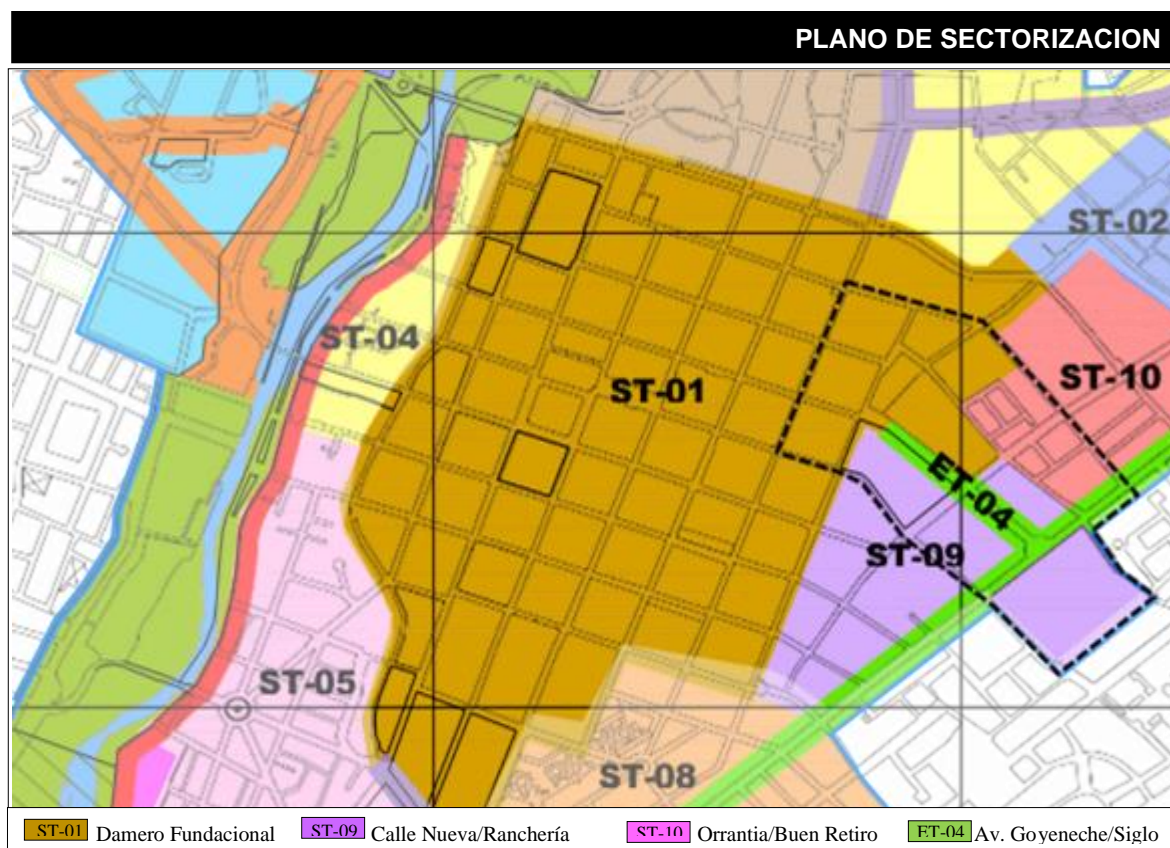 PLANO DE SECTORIZACION
ST-02
ST-04
ST-01
ST-10
ET-04
ST-09
ST-05
ST-08
ST-01 Damero Fundacional ST-09 Calle Nueva/Ranchería ST-10 Orrantia/Buen Retiro ET-04 Av. Goyeneche/Siglo